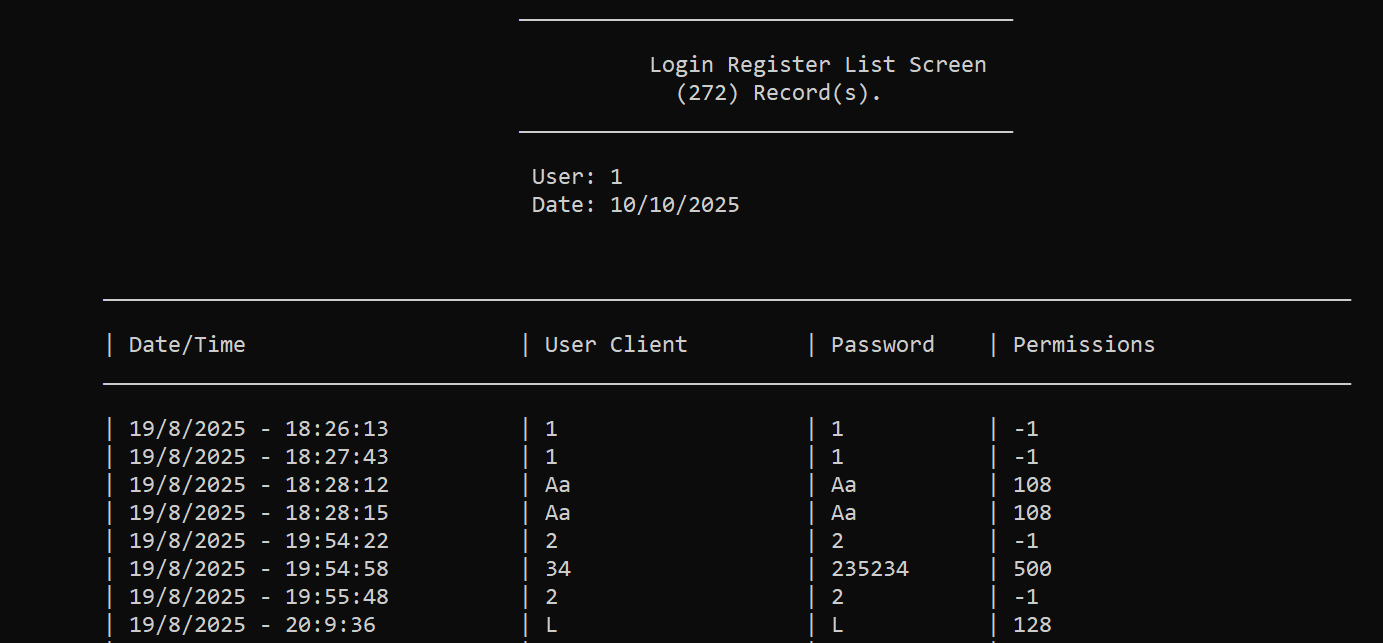 Login Register List Screen
(272) Record(s).
User: 1
Date: 10/10/2025
| Date/Time | User Client | Password | Permissions
| 19/8/2025 - 18:26:13 | 1 | 1 | -1
| 19/8/2025 - 18:27:43 | 1 | 1 | -1
| 19/8/2025 - 18:28:12 | Aa | Aa | 108
| 19/8/2025 - 18:28:15 | Aa | Aa | 108
| 19/8/2025 - 19:54:22 | 2 | 2 | -1
| 19/8/2025 - 19:54:58 | 34 | 235234 | 500
| 19/8/2025 - 19:55:48 | 2 | 2 | -1
| 19/8/2025 - 20:9:36 | L | L | 128